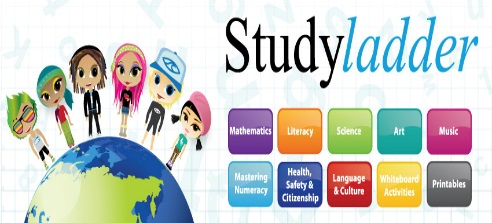 Studyladder
Mathematics Literacy Science Art Music
Mastering
Numeracy
Health,
Safety &
Citizenship
Language
& Culture
Whiteboard
Activities
Printables